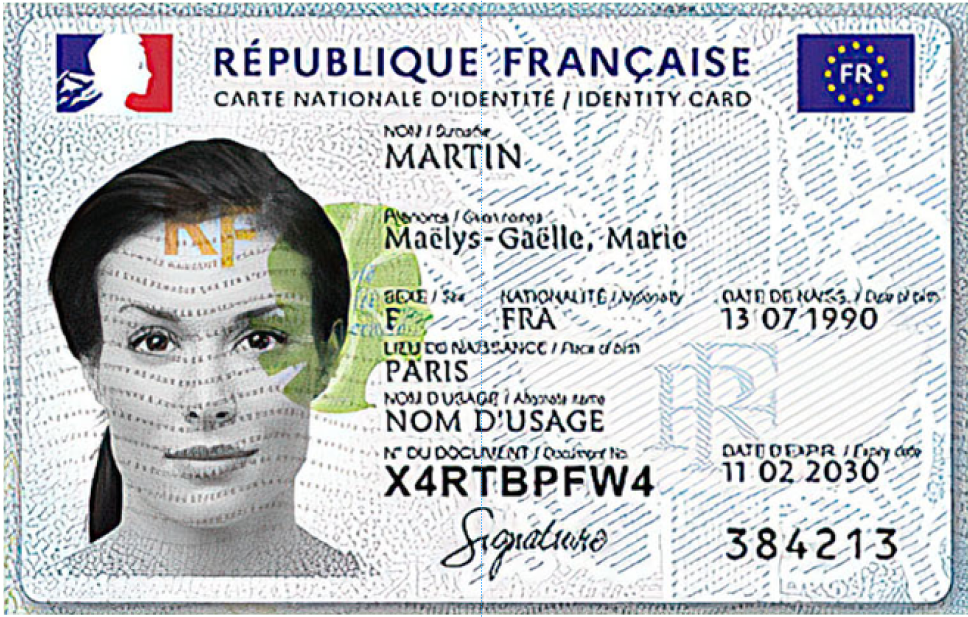 RÉPUBLIQUE FRANÇAISE
FR
CARTE NATIONALE D'IDENTITÉ / IDENTITY CARD
NOM / Surname
MARTIN
Prénoms / Given names
Maëlys-Gaëlle, Marie
SEXE / Sex NATIONALITÉ / Nationality DATE DE NAISS. / Date of birth
F FRA 13 07 1990
LIEU DE NAISSANCE / Place of birth
PARIS
NOM D'USAGE / Alternate name
NOM D'USAGE
N° DU DOCUMENT / Document No DATE D'EXPIR. / Expiry date
X4RTBPFW4 11 02 2030
Signature
384213
RF
RF